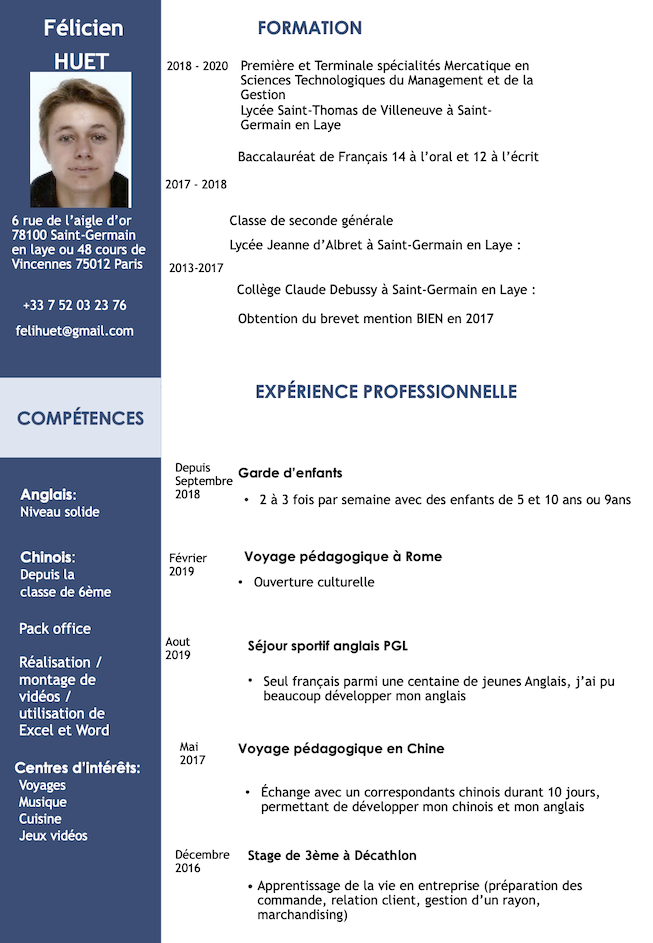 Félicien
HUET
6 rue de l’aigle d’or
78100 Saint-Germain
en laye ou 48 cours de
Vincennes 75012 Paris
+33 7 52 03 23 76
felihuet@gmail.com
COMPÉTENCES
Anglais:
Niveau solide
Chinois:
Depuis la
classe de 6ème
Pack office
Réalisation /
montage de
vidéos /
utilisation de
Excel et Word
Centres d’intérêts:
Voyages
Musique
Cuisine
Jeux vidéos
FORMATION
2018 - 2020
Première et Terminale spécialités Mercatique en
Sciences Technologiques du Management et de la
Gestion
Lycée Saint-Thomas de Villeneuve à Saint-
Germain en Laye
Baccalauréat de Français 14 à l’oral et 12 à l’écrit
2017 - 2018
Classe de seconde générale
Lycée Jeanne d’Albret à Saint-Germain en Laye :
2013-2017
Collège Claude Debussy à Saint-Germain en Laye :
Obtention du brevet mention BIEN en 2017
EXPÉRIENCE PROFESSIONNELLE
Depuis
Septembre
2018
Garde d’enfants
• 2 à 3 fois par semaine avec des enfants de 5 et 10 ans ou 9ans
Février
2019
Voyage pédagogique à Rome
• Ouverture culturelle
Aout
2019
Séjour sportif anglais PGL
• Seul français parmi une centaine de jeunes Anglais, j’ai pu
beaucoup développer mon anglais
Mai
2017
Voyage pédagogique en Chine
• Échange avec un correspondants chinois durant 10 jours,
permettant de développer mon chinois et mon anglais
Décembre
2016
Stage de 3ème à Décathlon
• Apprentissage de la vie en entreprise (préparation des
commande, relation client, gestion d’un rayon,
marchandising)